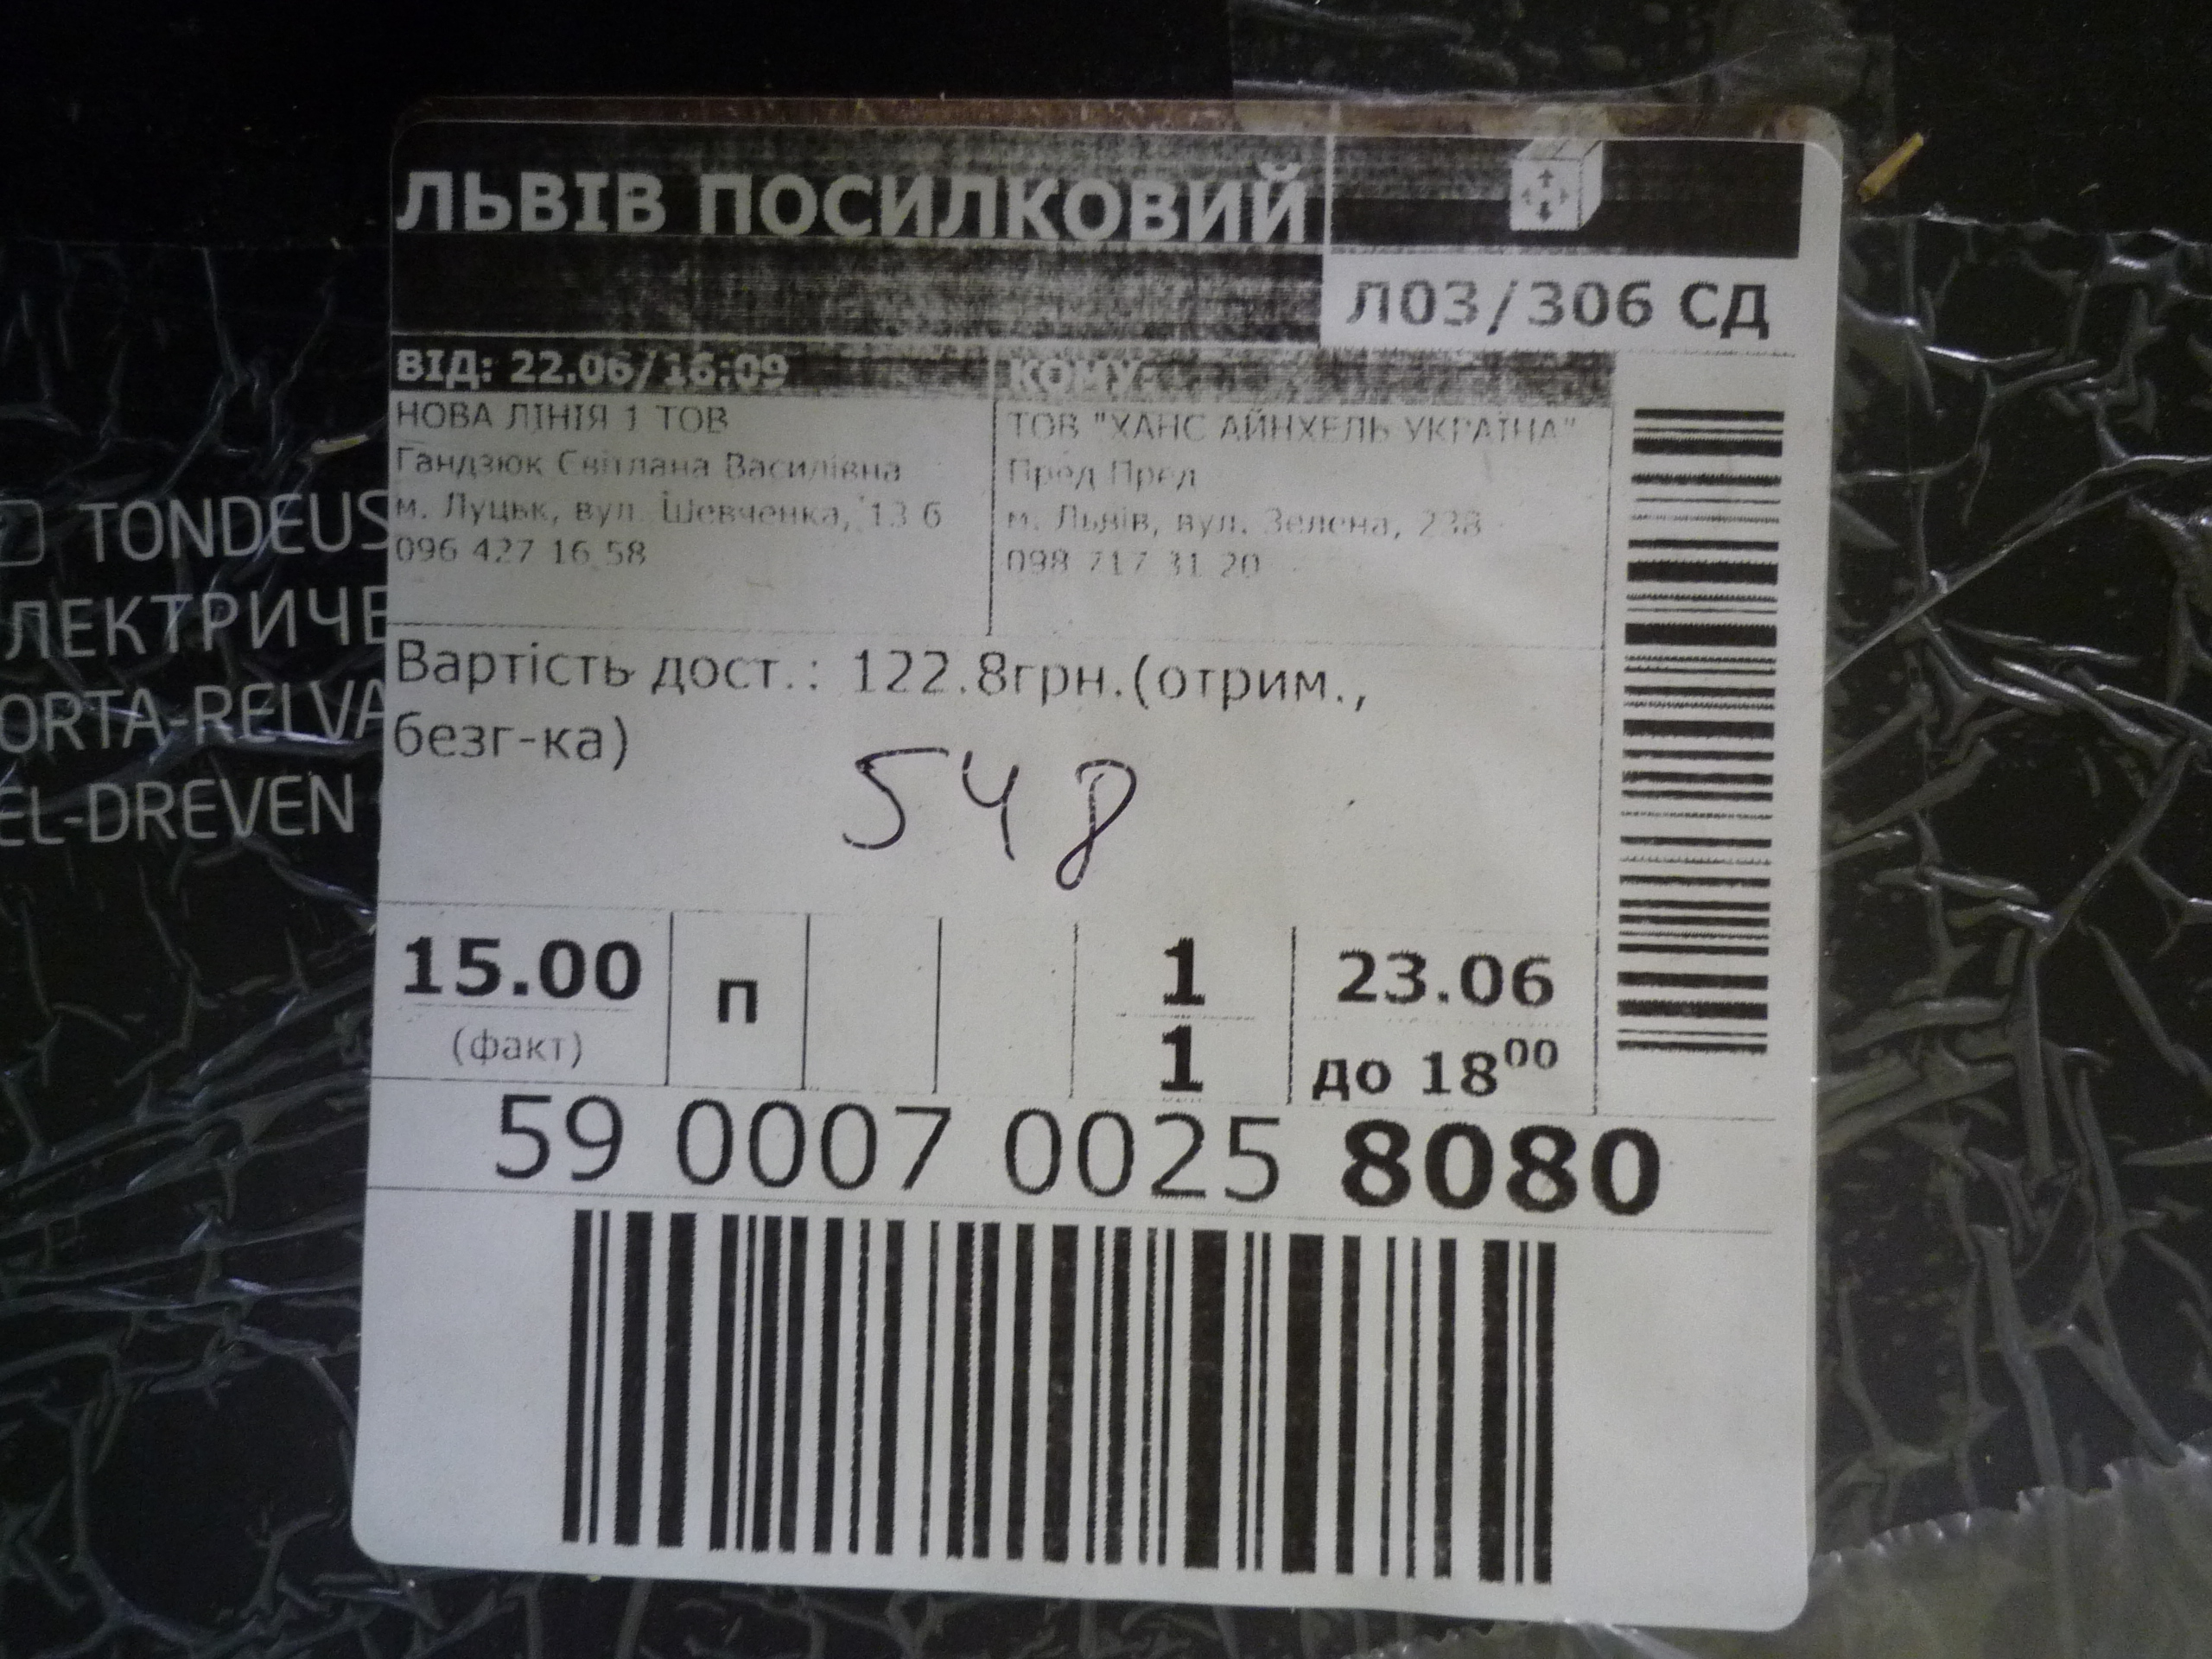 ЛЬВІВ ПОСИЛКОВИЙ
Л03/306 СД
ВІД: 22.06/16:09
НОВА ЛІНІЯ 1 ТОВ
Гандзюк Світлана Василівна
м. Луцьк, вул. Шевченка, 13 б
096 427 16 58
КОМУ:
ТОВ "ХАНС АЙНХЕЛЬ УКРАЇНА"
Пред Пред
м. Львів, вул. Зелена, 238
098 717 31 20
Вартість дост.: 122.8грн.(отрим.,
безг-ка)
548
15.00
(факт)
п
1
1
23.06
до 18⁰⁰
59 0007 0025 8080
TONDEUS
ЛЕКТРИЧЕ
ORTA-RELVA
EL-DREVEN